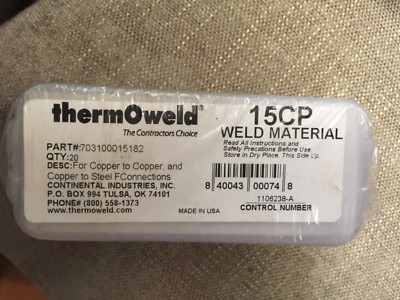 thermOweld®
The Contractors Choice
15CP
WELD MATERIAL
Read All Instructions and
Safety Precations Before Use.
Store in Dry Place. This Side Up.
PART#:703100015182
QTY:20
DESC:For Copper to Copper, and
Copper to Steel FConnections
CONTINENTAL INDUSTRIES, INC.
P.O. BOX 994 TULSA, OK 74101
PHONE# (800) 558-1373
www.thermoweld.com
MADE IN USA
8 40043 00074 8
1106238-A
CONTROL NUMBER